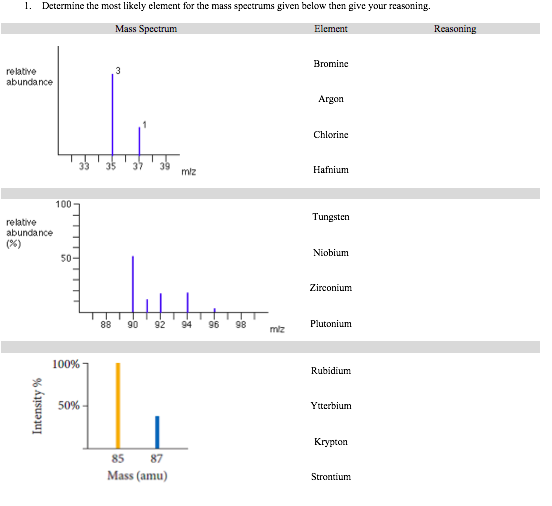 1. Determine the most likely element for the mass spectrums given below then give your reasoning.
Mass Spectrum Element Reasoning
relative
abundance
3
1
33 35 37 39 m/z
Bromine
Argon
Chlorine
Hafnium
100
relative
abundance
(%)
50
88 90 92 94 96 98 m/z
Tungsten
Niobium
Zirconium
Plutonium
100%
50%
Intensity %
85 87
Mass (amu)
Rubidium
Ytterbium
Krypton
Strontium